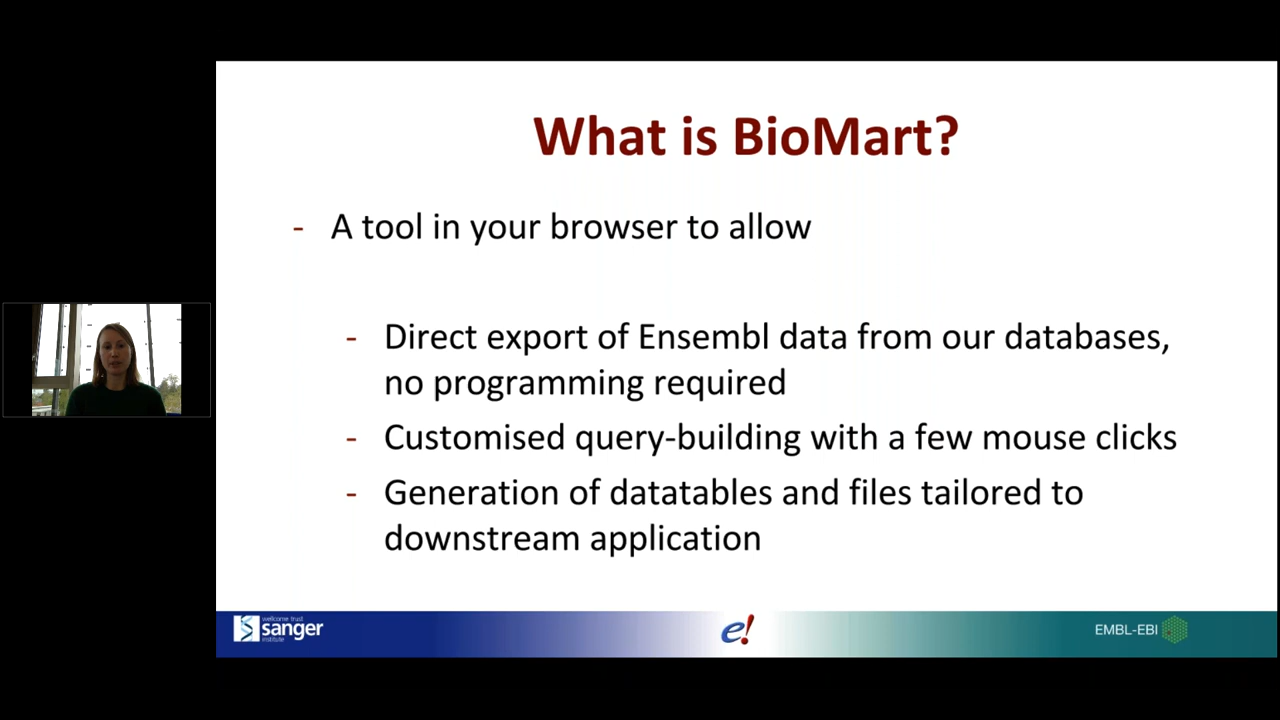 What is BioMart?
- A tool in your browser to allow
- Direct export of Ensembl data from our databases,
no programming required
- Customised query-building with a few mouse clicks
- Generation of datatables and files tailored to
downstream application
wellcome trust
sanger
institute
e!
EMBL-EBI